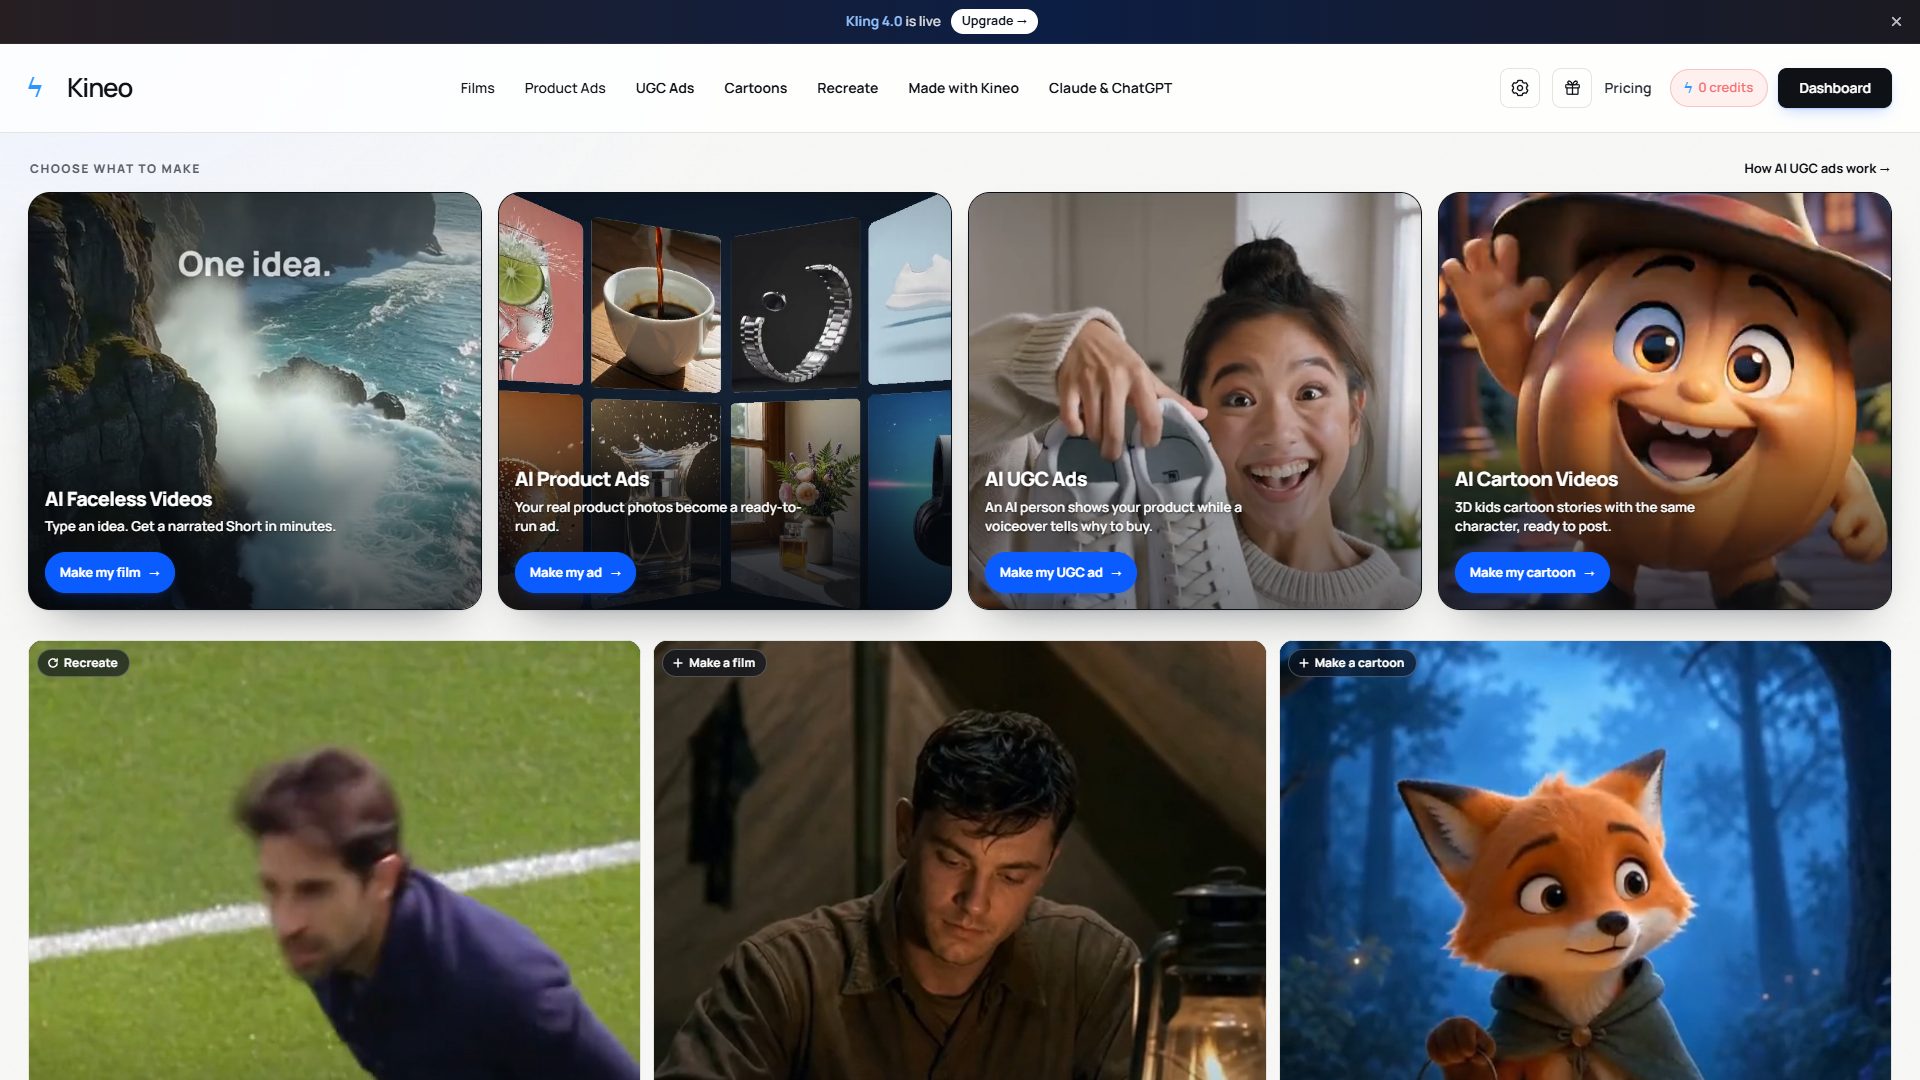 Kling 4.0 is live
Upgrade →
Kineo
Films
Product Ads
UGC Ads
Cartoons
Recreate
Made with Kineo
Claude & ChatGPT
Pricing
0 credits
Dashboard
CHOOSE WHAT TO MAKE
How AI UGC ads work →
One idea.
AI Faceless Videos
Type an idea. Get a narrated Short in minutes.
Make my film →
AI Product Ads
Your real product photos become a ready-to-
run ad.
Make my ad →
AI UGC Ads
An AI person shows your product while a
voiceover tells why to buy.
Make my UGC ad →
AI Cartoon Videos
3D kids cartoon stories with the same
character, ready to post.
Make my cartoon →
Recreate
+ Make a film
+ Make a cartoon